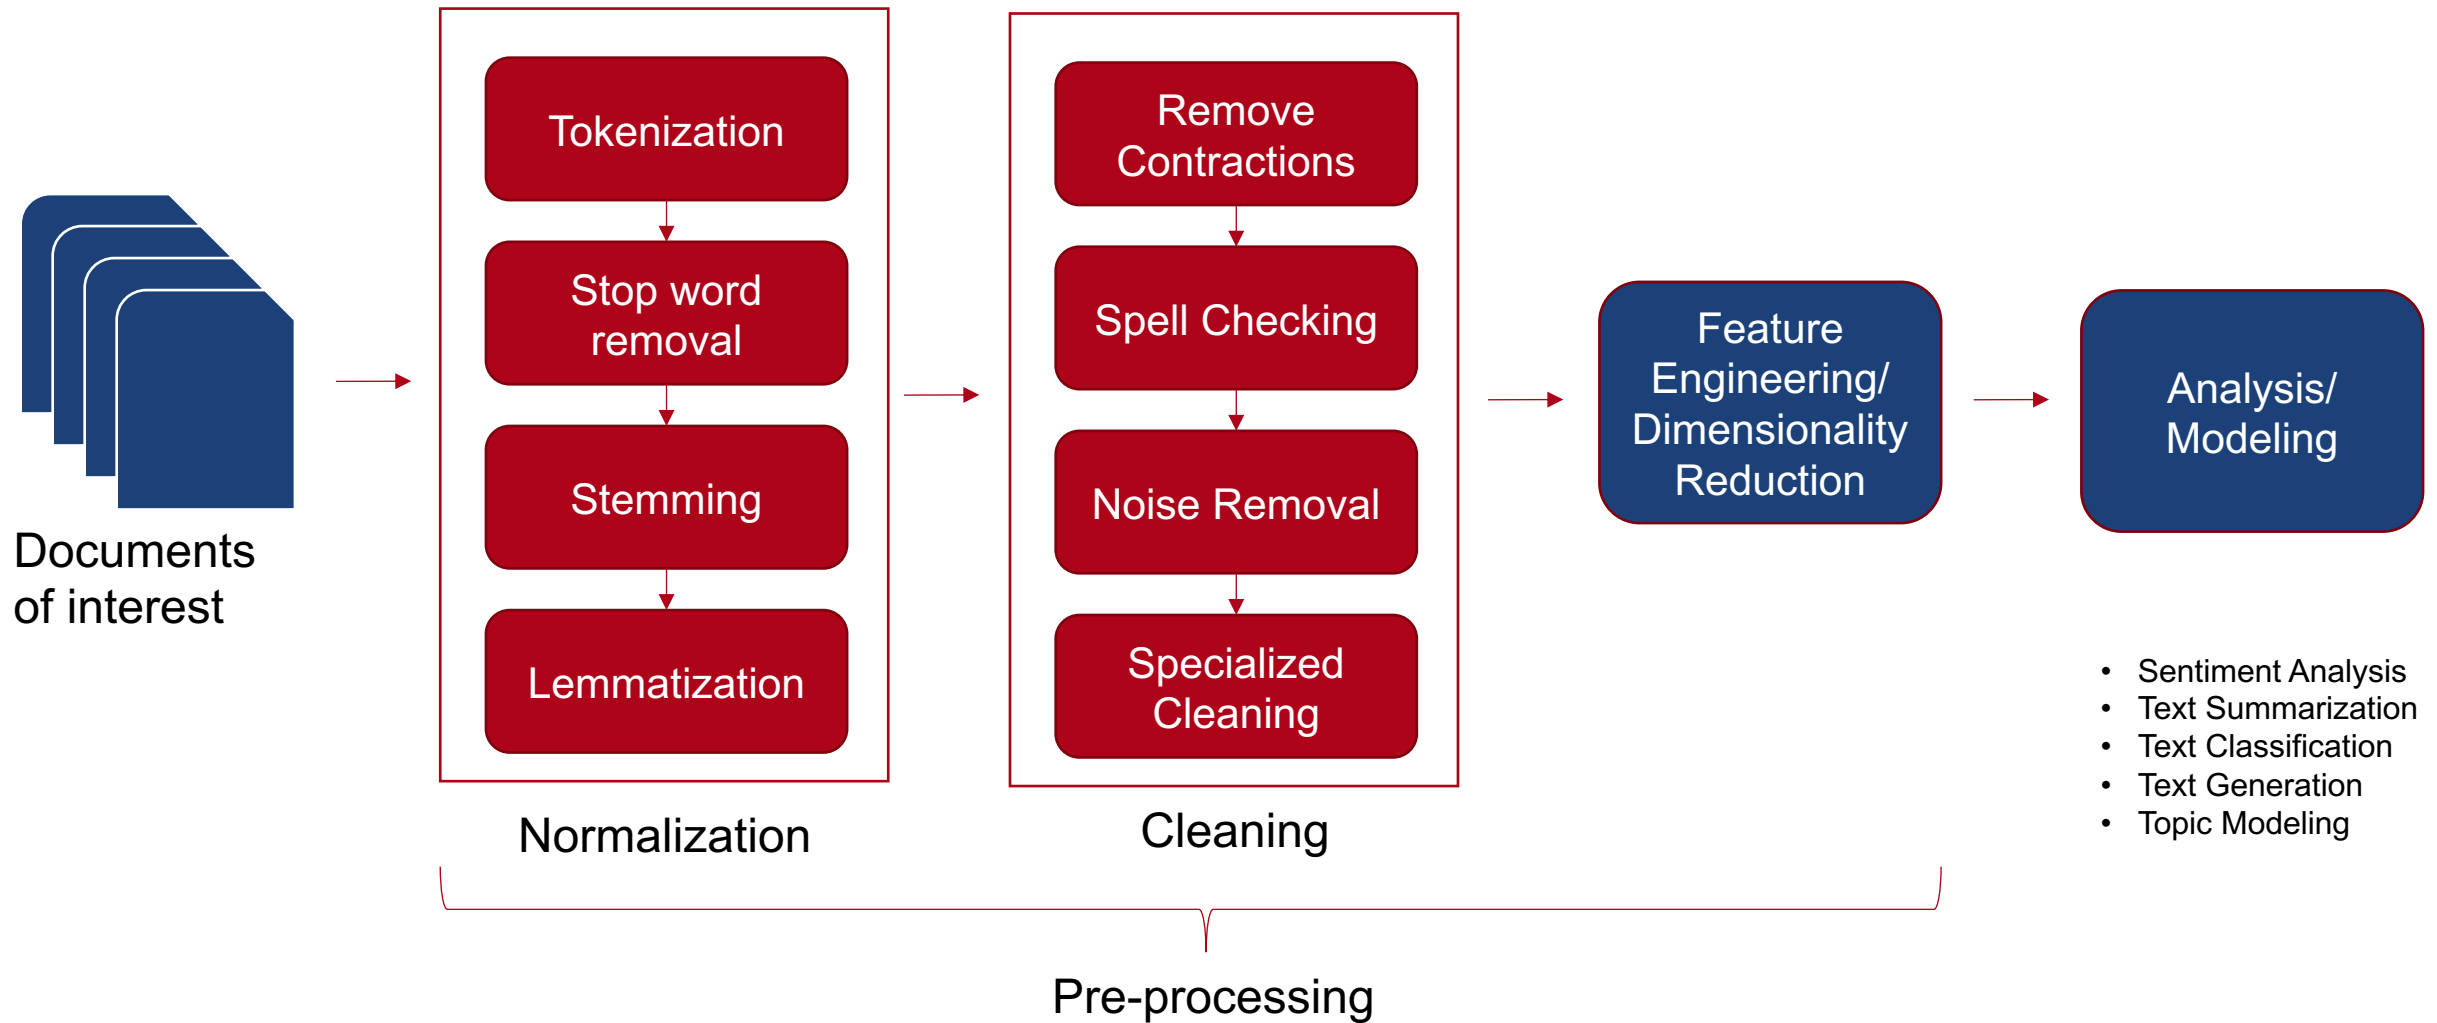 Documents
of interest
Tokenization
Stop word
removal
Stemming
Lemmatization
Normalization
Remove
Contractions
Spell Checking
Noise Removal
Specialized
Cleaning
Cleaning
Feature
Engineering/
Dimensionality
Reduction
Analysis/
Modeling
• Sentiment Analysis
• Text Summarization
• Text Classification
• Text Generation
• Topic Modeling
Pre-processing